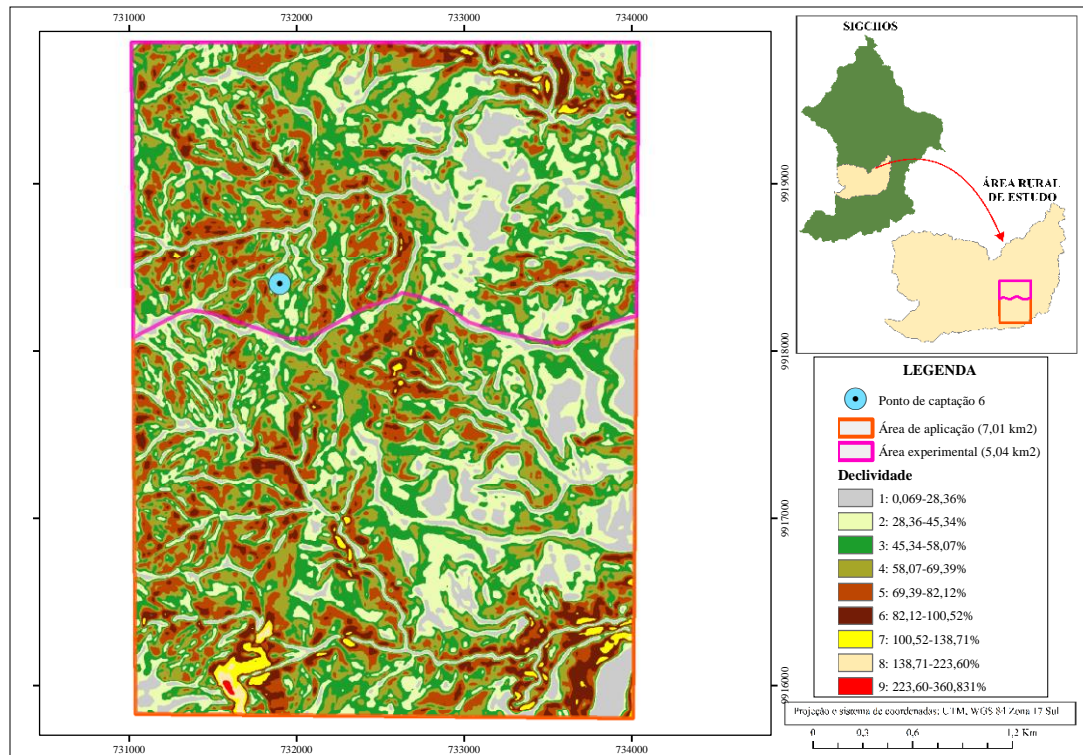 731000 732000 733000 734000
9919000
9918000
9917000
9916000
731000 732000 733000 734000
SIGCHOS
ÁREA RURAL
DE ESTUDO
LEGENDA
Ponto de captação 6
Área de aplicação (7,01 km2)
Área experimental (5,04 km2)
Declividade
1: 0,069-28,36%
2: 28,36-45,34%
3: 45,34-58,07%
4: 58,07-69,39%
5: 69,39-82,12%
6: 82,12-100,52%
7: 100,52-138,71%
8: 138,71-223,60%
9: 223,60-360,831%
Projeção e sistema de coordenadas: UTM, WGS 84 Zona 17 Sul
0 0,3 0,6 1,2 Km